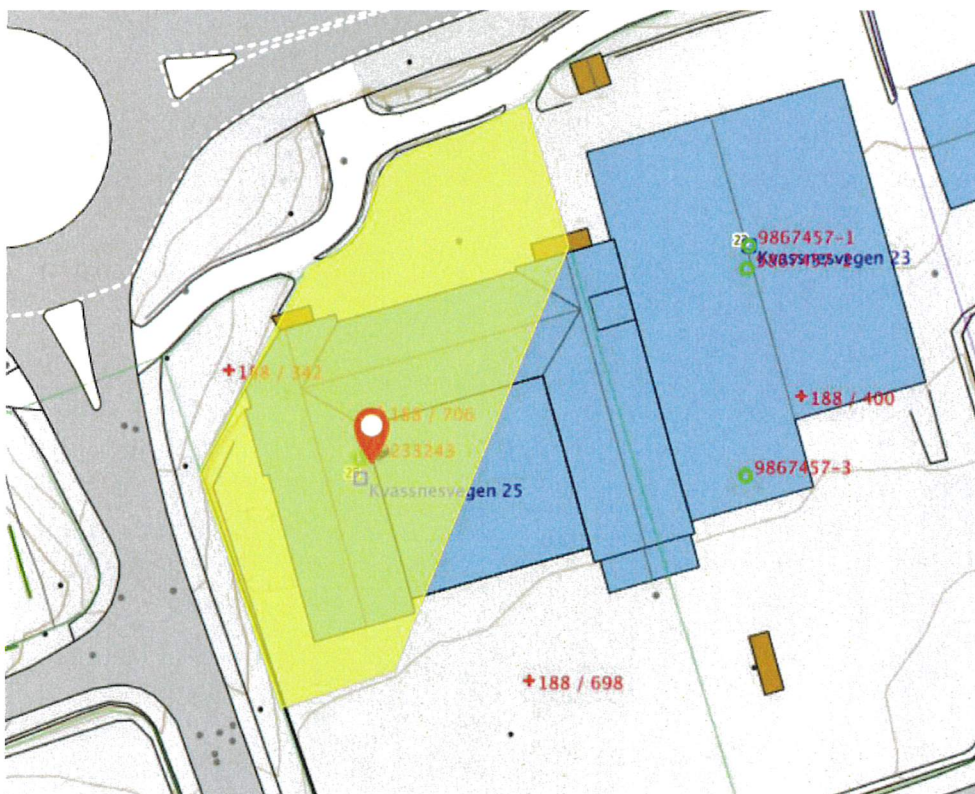 9867457-1
Kvassnesvegen 23
+188 / 342
+188 / 400
188 / 706
233243
9867457-3
Kvassnesvegen 25
+188 / 698